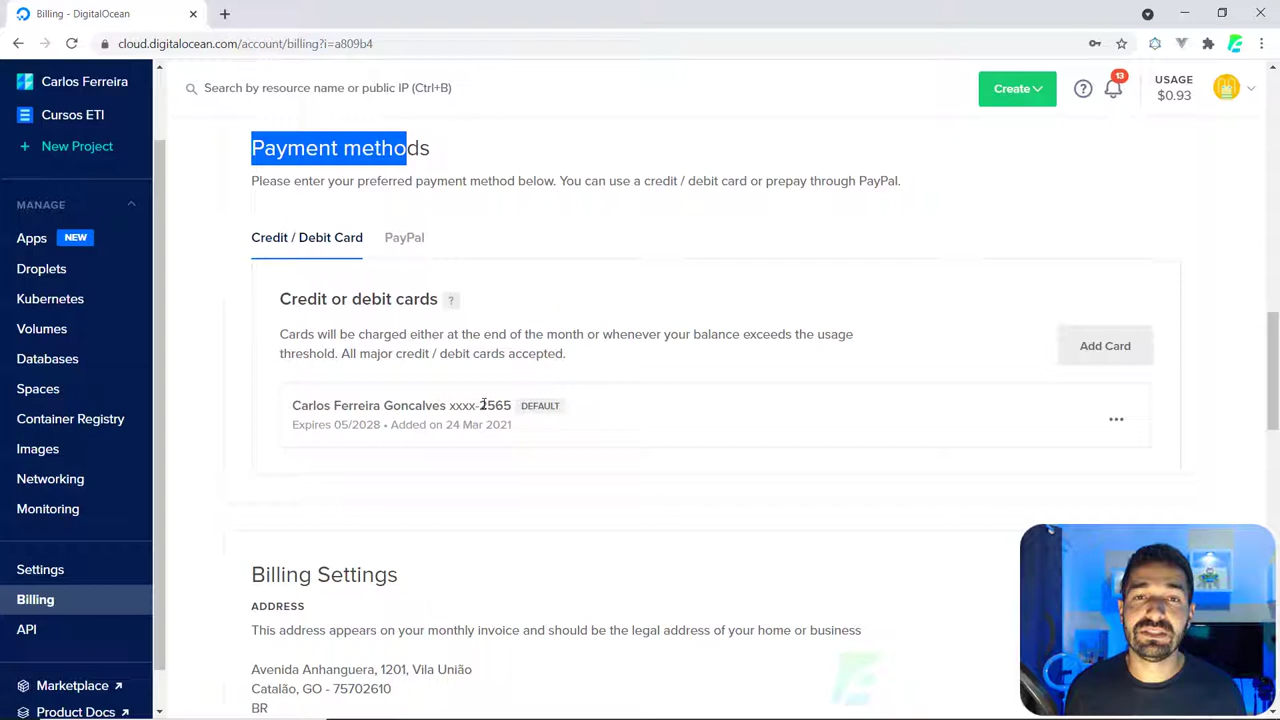 Billing - DigitalOcean
cloud.digitalocean.com/account/billing?i=a809b4
Carlos Ferreira
Cursos ETI
+ New Project
MANAGE
Apps NEW
Droplets
Kubernetes
Volumes
Databases
Spaces
Container Registry
Images
Networking
Monitoring
Settings
Billing
API
Marketplace
Product Docs
Search by resource name or public IP (Ctrl+B)
Create
?
13
USAGE
$0.93
Payment methods
Please enter your preferred payment method below. You can use a credit / debit card or prepay through PayPal.
Credit / Debit Card PayPal
Credit or debit cards ?
Cards will be charged either at the end of the month or whenever your balance exceeds the usage
threshold. All major credit / debit cards accepted.
Add Card
Carlos Ferreira Goncalves xxxx-2565 DEFAULT
Expires 05/2028 • Added on 24 Mar 2021
Billing Settings
ADDRESS
This address appears on your monthly invoice and should be the legal address of your home or business
Avenida Anhanguera, 1201, Vila União
Catalão, GO - 75702610
BR